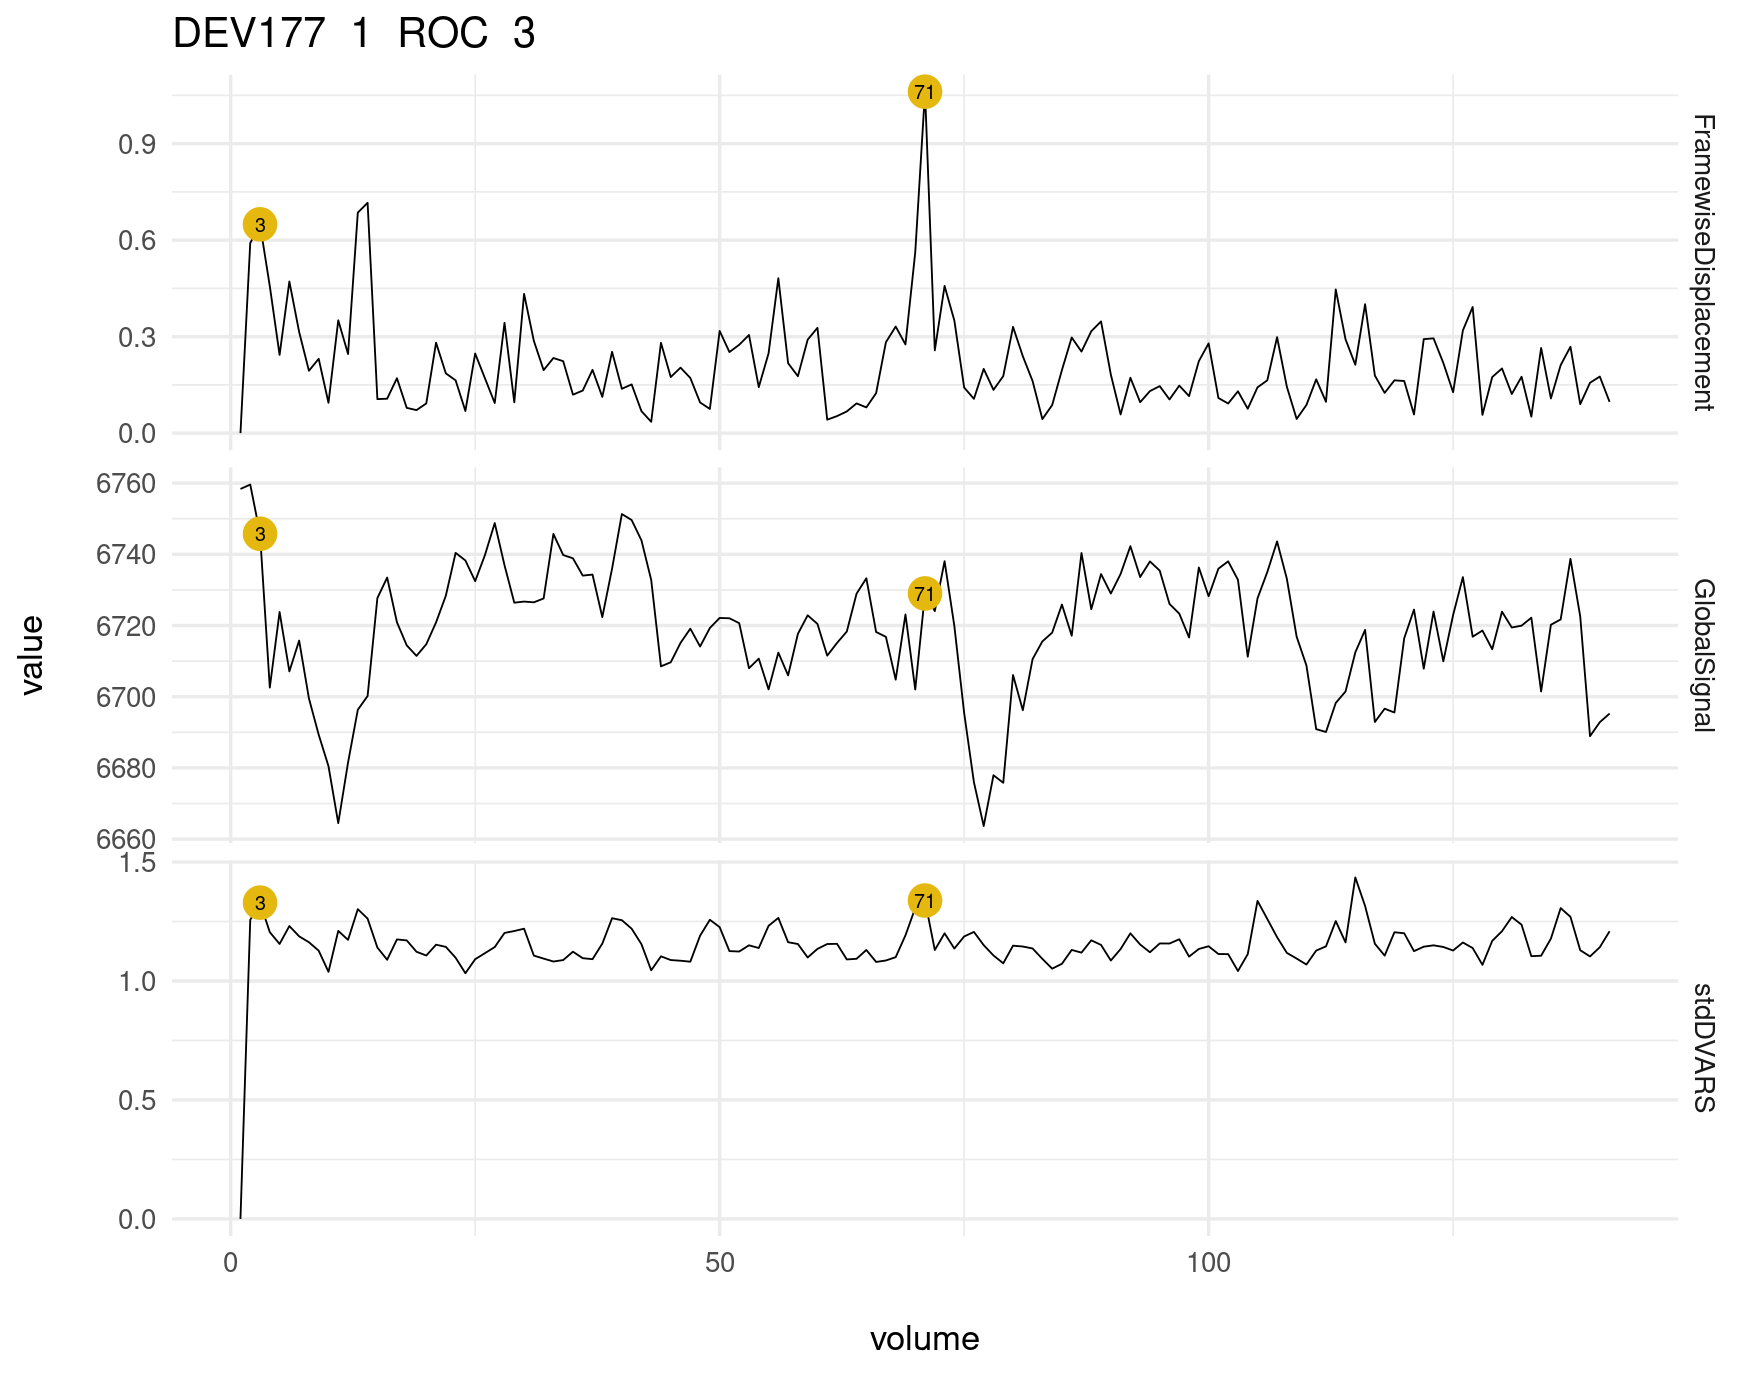 DEV177 1 ROC 3
value
0.9
0.6
0.3
0.0
3
71
FramewiseDisplacement
6760
6740
6720
6700
6680
6660
3
71
GlobalSignal
1.5
1.0
0.5
0.0
3
71
stdDVARS
0 50 100
volume